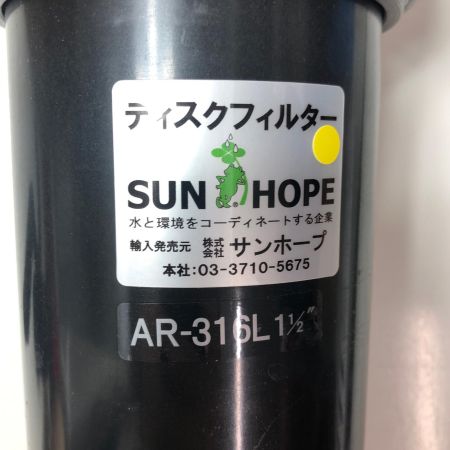 ディスクフィルター
SUN HOPE
水と環境をコーディネートする企業
輸入発売元 株式会社 サンホープ
本社:03-3710-5675
AR-316L 1½"